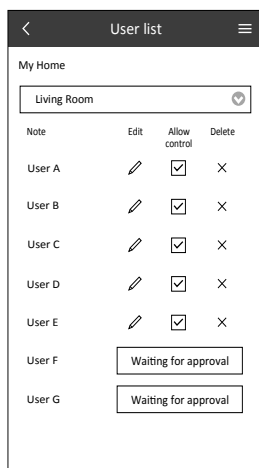 User list
My Home
Living Room
Note Edit Allow control Delete
User A
User B
User C
User D
User E
User F Waiting for approval
User G Waiting for approval